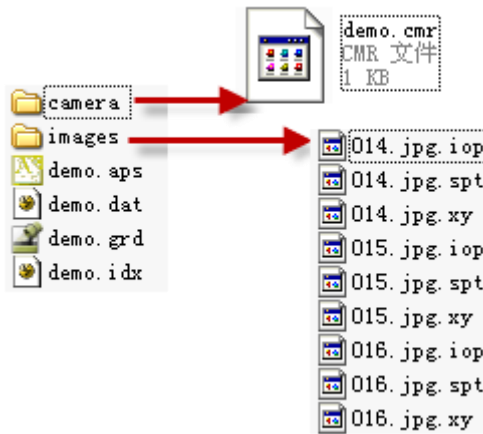 demo.cmr
CMR 文件
1 KB
camera
images
demo.aps
demo.dat
demo.grd
demo.idx
014.jpg.iop
014.jpg.spt
014.jpg.xy
015.jpg.iop
015.jpg.spt
015.jpg.xy
016.jpg.iop
016.jpg.spt
016.jpg.xy